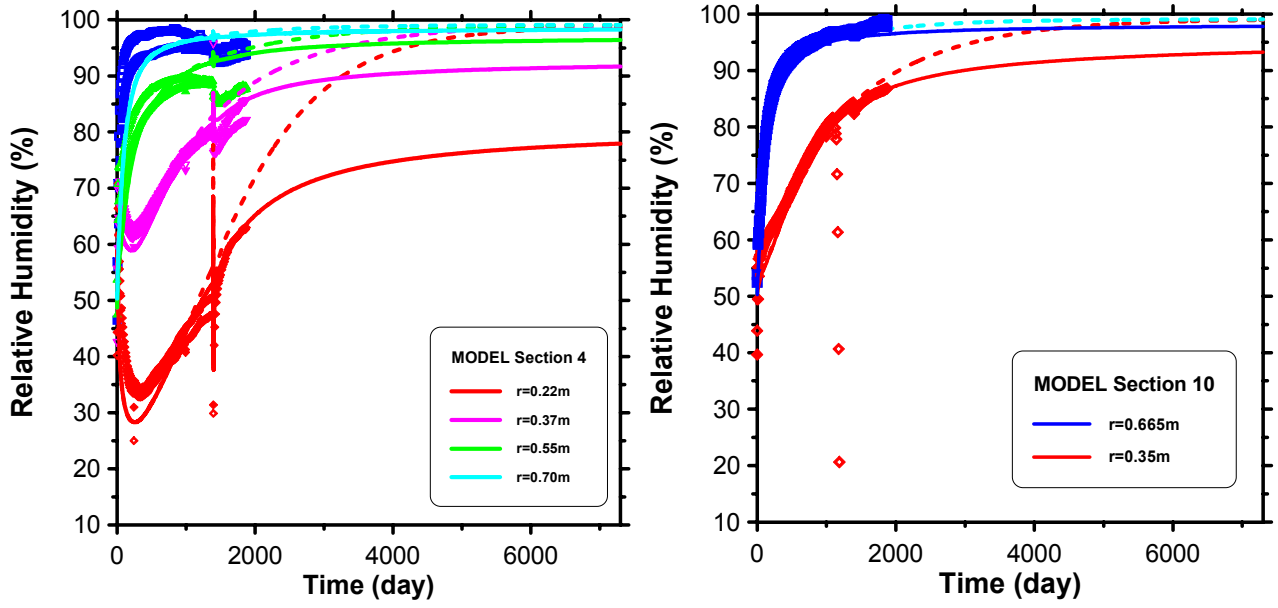 Relative Humidity (%)
100
90
80
70
60
50
40
30
20
10
0
2000
4000
6000
Time (day)
MODEL Section 4
r=0.22m
r=0.37m
r=0.55m
r=0.70m
Relative Humidity (%)
100
90
80
70
60
50
40
30
20
10
0
2000
4000
6000
Time (day)
MODEL Section 10
r=0.665m
r=0.35m